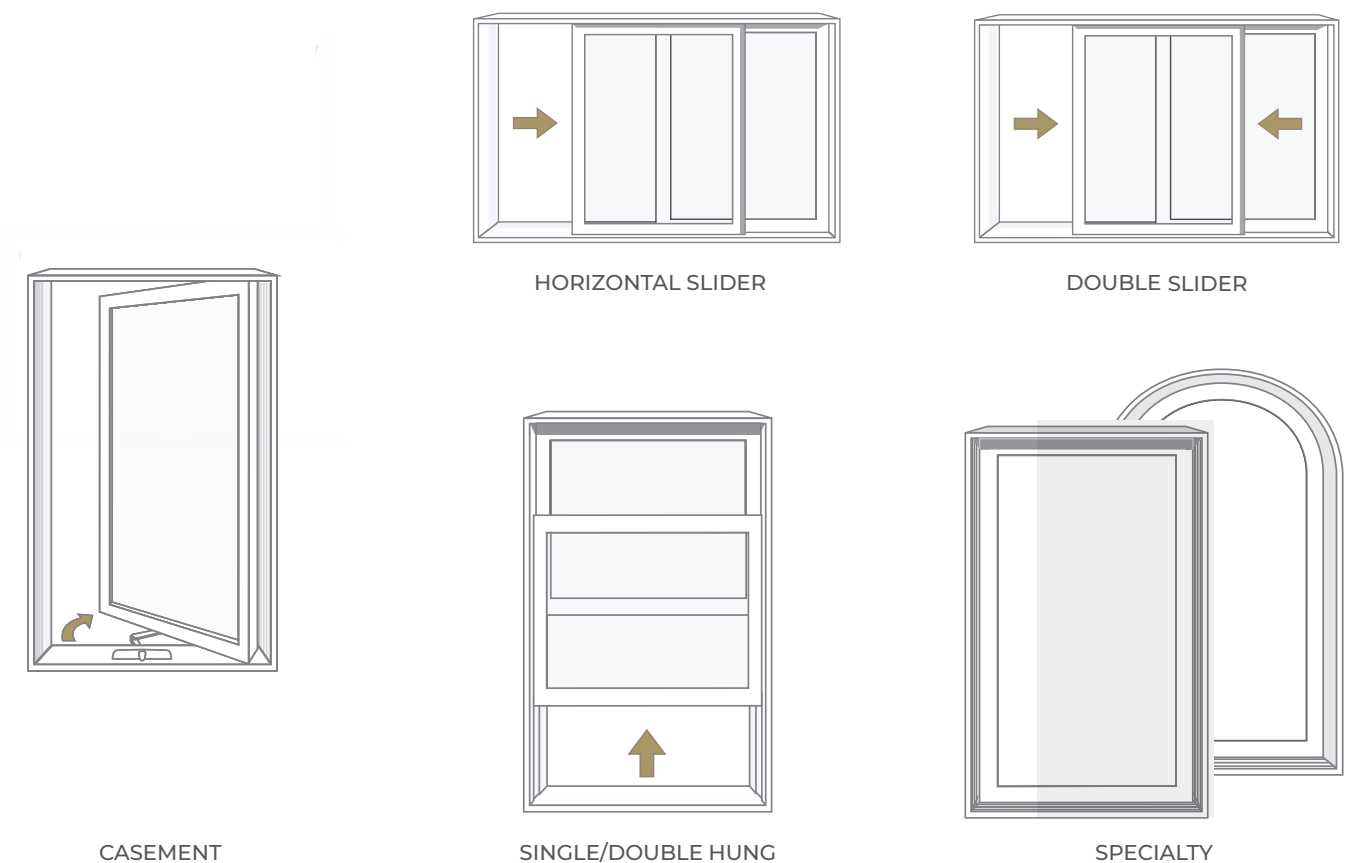 HORIZONTAL SLIDER
DOUBLE SLIDER
CASEMENT
SINGLE/DOUBLE HUNG
SPECIALTY